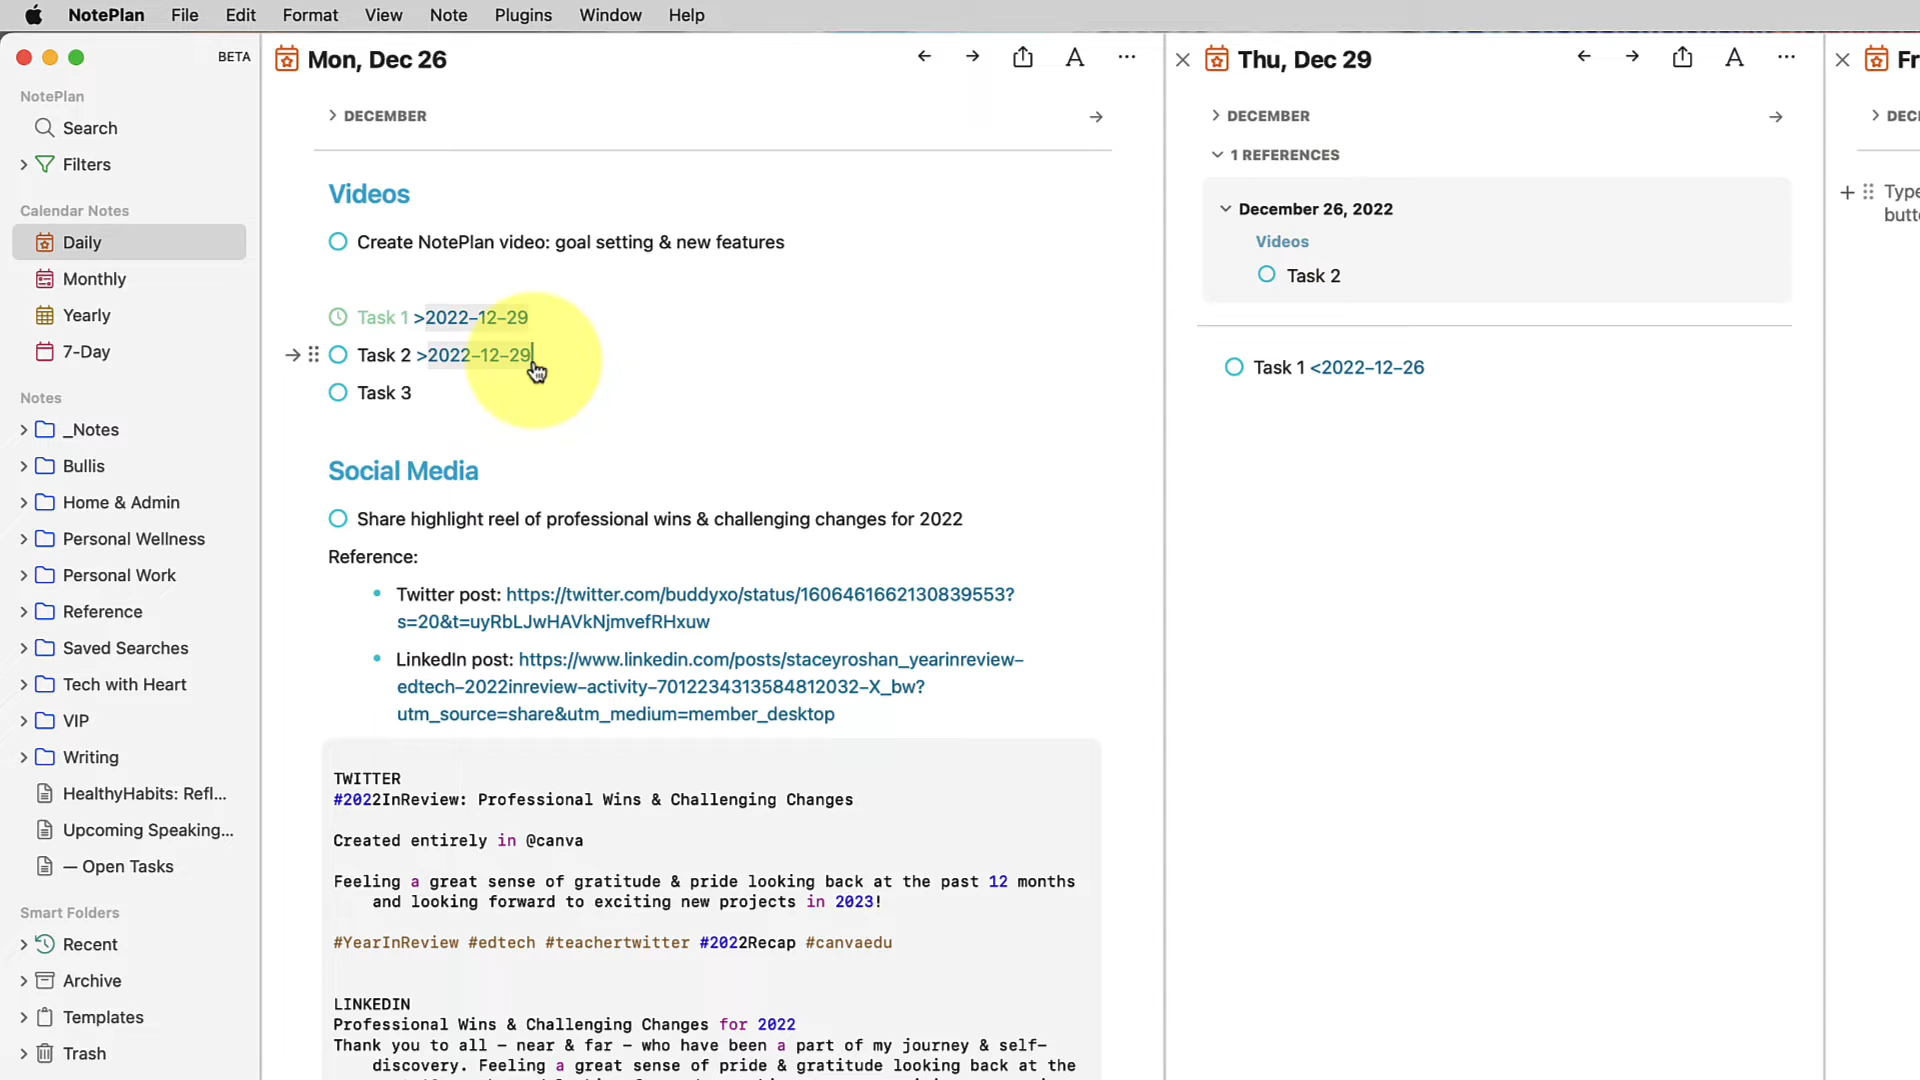 NotePlan File Edit Format View Note Plugins Window Help
BETA
NotePlan
Search
Filters
Calendar Notes
Daily
Monthly
Yearly
7-Day
Notes
_Notes
Bullis
Home & Admin
Personal Wellness
Personal Work
Reference
Saved Searches
Tech with Heart
VIP
Writing
HealthyHabits: Refl...
Upcoming Speaking...
— Open Tasks
Smart Folders
Recent
Archive
Templates
Trash
Mon, Dec 26
DECEMBER
Videos
Create NotePlan video: goal setting & new features
Task 1 >2022-12-29
Task 2 >2022-12-29
Task 3
Social Media
Share highlight reel of professional wins & challenging changes for 2022
Reference:
Twitter post: https://twitter.com/buddyxo/status/1606461662130839553?
s=20&t=uyRbLJwHAVkNjmvefRHxuw
LinkedIn post: https://www.linkedin.com/posts/staceyroshan_yearinreview-
edtech-2022inreview-activity-7012234313584812032-X_bw?
utm_source=share&utm_medium=member_desktop
TWITTER
#2022InReview: Professional Wins & Challenging Changes
Created entirely in @canva
Feeling a great sense of gratitude & pride looking back at the past 12 months
and looking forward to exciting new projects in 2023!
#YearInReview #edtech #teachertwitter #2022Recap #canvaedu
LINKEDIN
Professional Wins & Challenging Changes for 2022
Thank you to all – near & far – who have been a part of my journey & self-
discovery. Feeling a great sense of pride & gratitude looking back at the
Thu, Dec 29
DECEMBER
1 REFERENCES
December 26, 2022
Videos
Task 2
Task 1 <2022-12-26
Fr
DECE
Type
butto